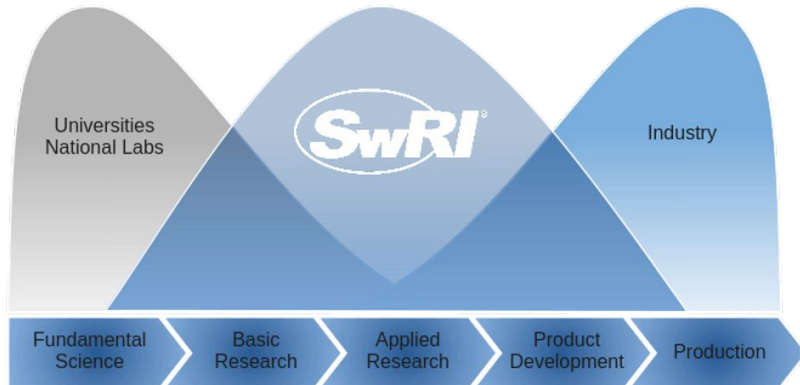 Universities
National Labs
SwRI®
Industry
Fundamental
Science
Basic
Research
Applied
Research
Product
Development
Production